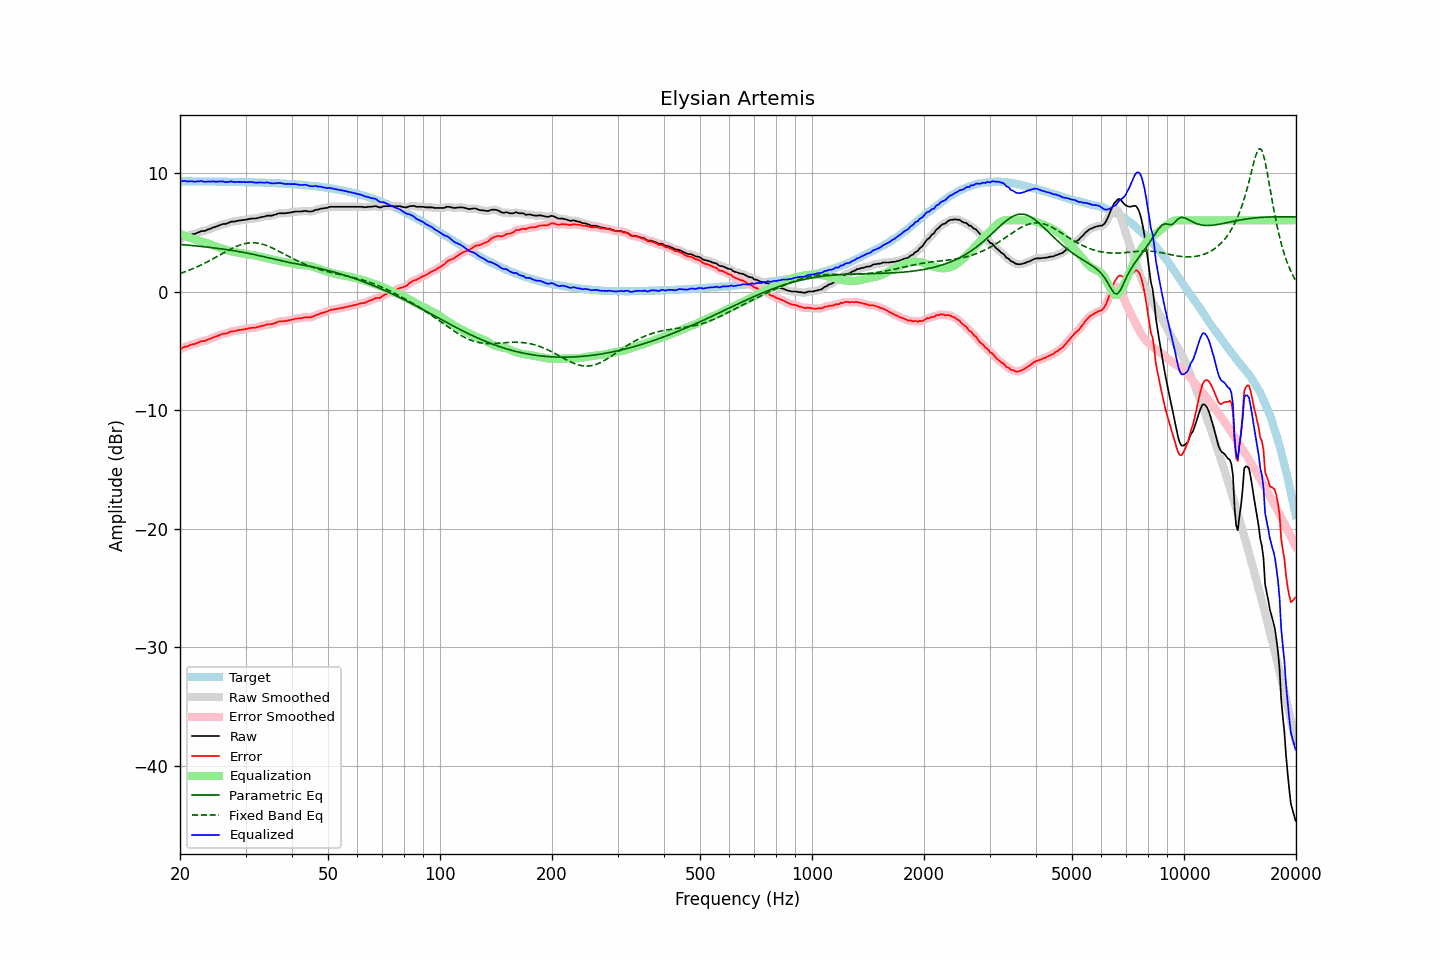 Elysian Artemis
Amplitude (dBr)
10
0
−10
−20
−30
−40
Target
Raw Smoothed
Error Smoothed
Raw
Error
Equalization
Parametric Eq
Fixed Band Eq
Equalized
20 50 100 200 500 1000 2000 5000 10000 20000
Frequency (Hz)